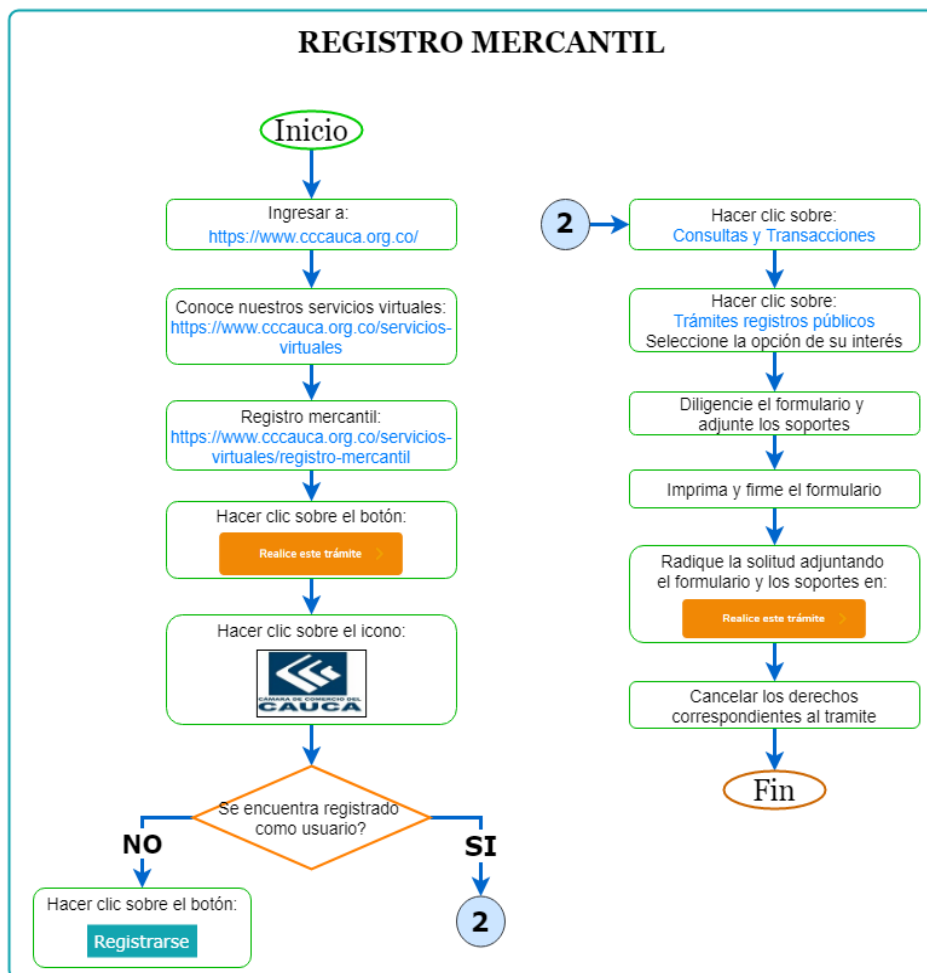 REGISTRO MERCANTIL
Inicio
Ingresar a:
https://www.cccauca.org.co/
Conoce nuestros servicios virtuales:
https://www.cccauca.org.co/servicios-
virtuales
Registro mercantil:
https://www.cccauca.org.co/servicios-
virtuales/registro-mercantil
Hacer clic sobre el botón:
Realice este trámite
Hacer clic sobre el icono:
CÁMARA DE COMERCIO DEL
CAUCA
Se encuentra registrado
como usuario?
NO
SI
Hacer clic sobre el botón:
Registrarse
2
2
Hacer clic sobre:
Consultas y Transacciones
Hacer clic sobre:
Trámites registros públicos
Seleccione la opción de su interés
Diligencie el formulario y
adjunte los soportes
Imprima y firme el formulario
Radique la solitud adjuntando
el formulario y los soportes en:
Realice este trámite
Cancelar los derechos
correspondientes al tramite
Fin